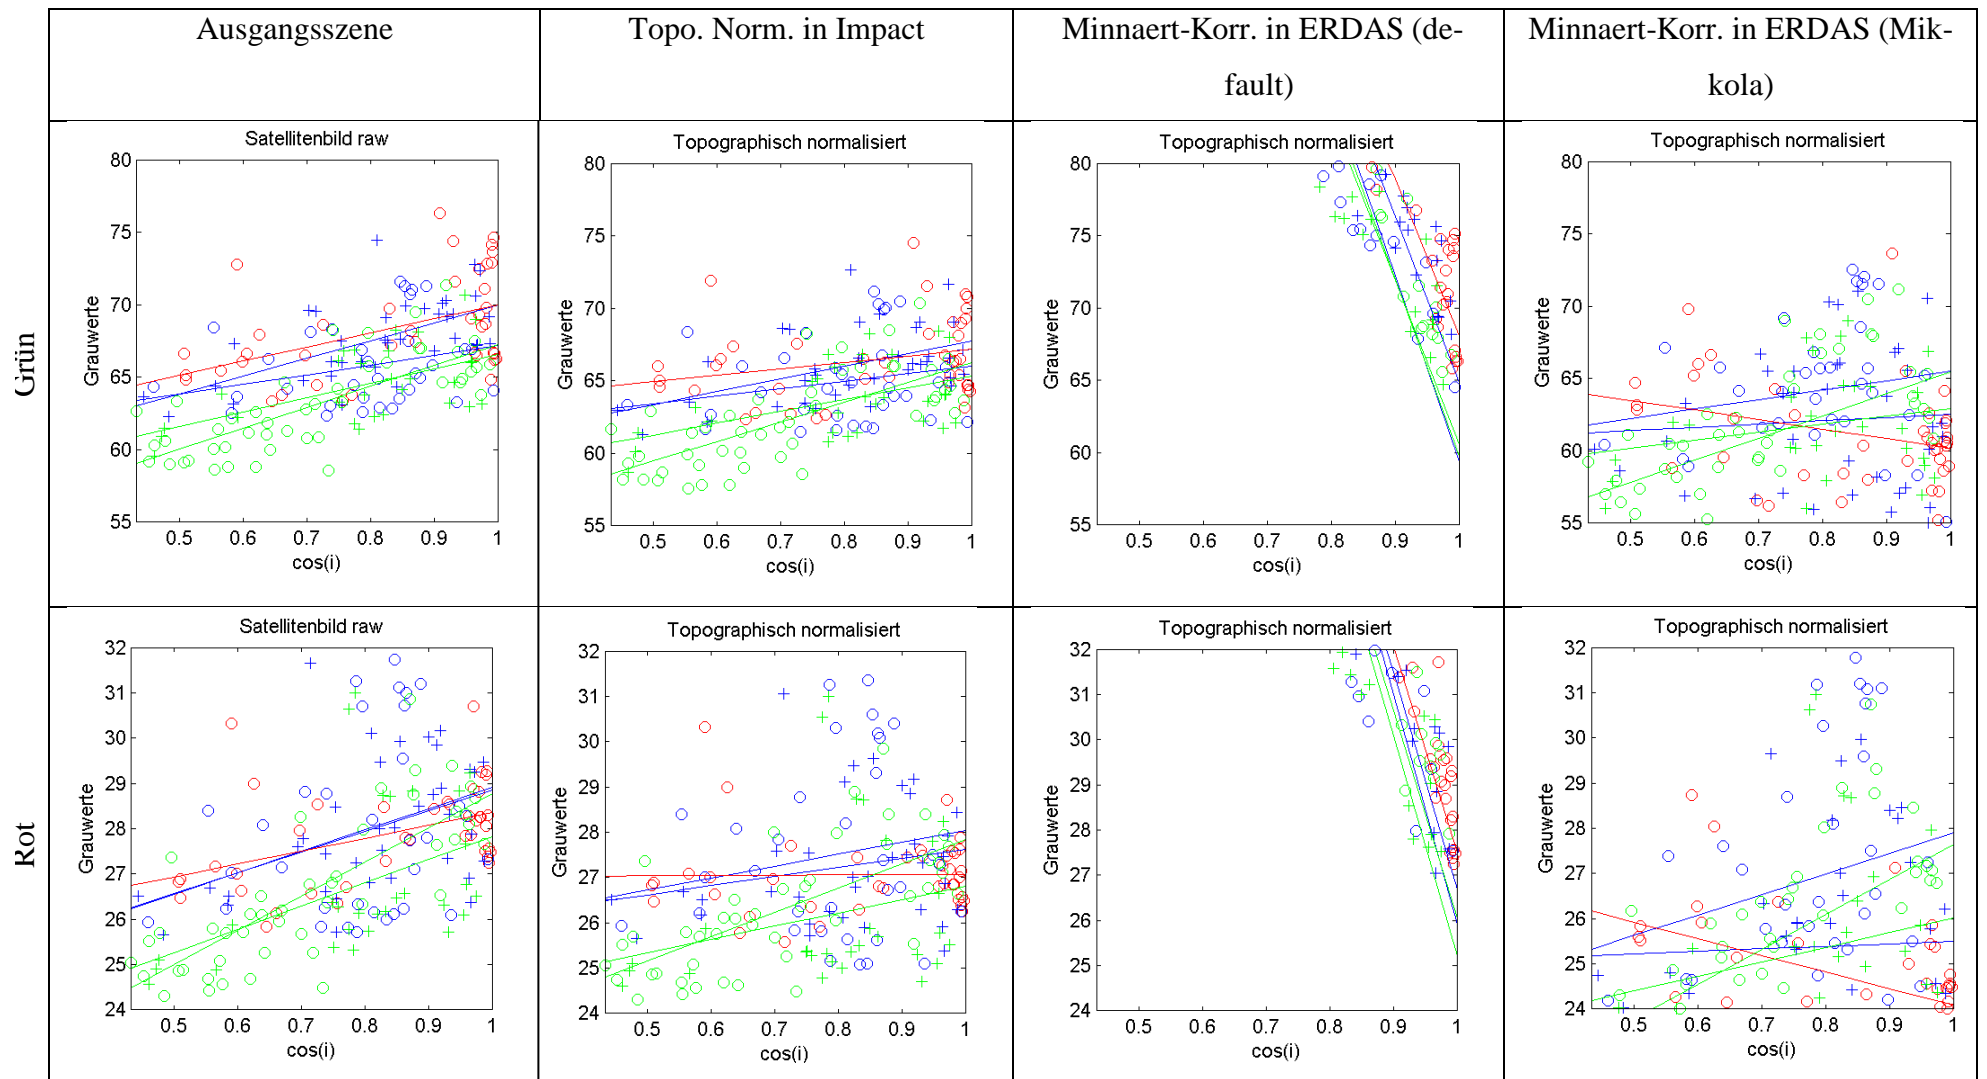 Ausgangsszene
Topo. Norm. in Impact
Minnaert-Korr. in ERDAS (de-
fault)
Minnaert-Korr. in ERDAS (Mik-
kola)
Grün
Satellitenbild raw
Grauwerte
80
75
70
65
60
55
0.5 0.6 0.7 0.8 0.9 1
cos(i)
Topographisch normalisiert
Grauwerte
80
75
70
65
60
55
0.5 0.6 0.7 0.8 0.9 1
cos(i)
Topographisch normalisiert
Grauwerte
80
75
70
65
60
55
0.5 0.6 0.7 0.8 0.9 1
cos(i)
Topographisch normalisiert
Grauwerte
80
75
70
65
60
55
0.5 0.6 0.7 0.8 0.9 1
cos(i)
Rot
Satellitenbild raw
Grauwerte
32
31
30
29
28
27
26
25
24
0.5 0.6 0.7 0.8 0.9 1
cos(i)
Topographisch normalisiert
Grauwerte
32
31
30
29
28
27
26
25
24
0.5 0.6 0.7 0.8 0.9 1
cos(i)
Topographisch normalisiert
Grauwerte
32
31
30
29
28
27
26
25
24
0.5 0.6 0.7 0.8 0.9 1
cos(i)
Topographisch normalisiert
Grauwerte
32
31
30
29
28
27
26
25
24
0.5 0.6 0.7 0.8 0.9 1
cos(i)